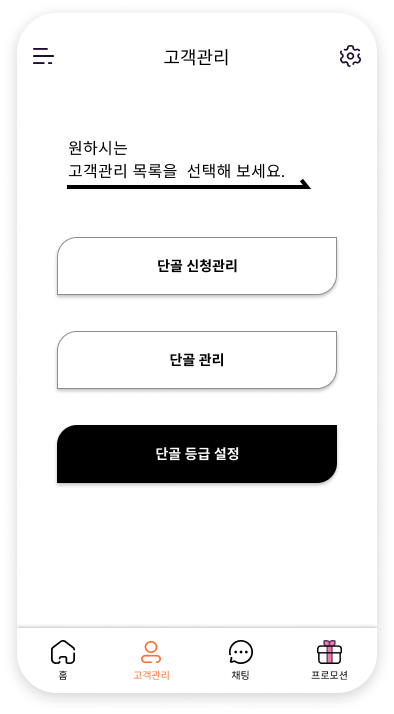 고객관리
원하시는
고객관리 목록을 선택해 보세요.
단골 신청관리
단골 관리
단골 등급 설정
홈
고객관리
채팅
프로모션